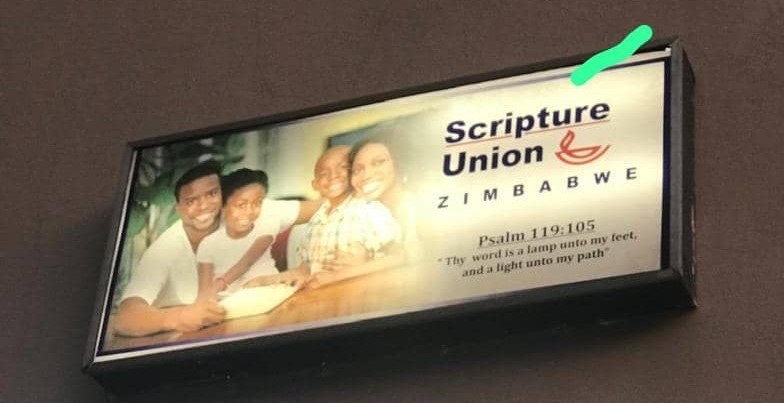 Scripture
Union
ZIMBABWE
Psalm 119:105
"Thy word is a lamp unto my feet,
and a light unto my path"